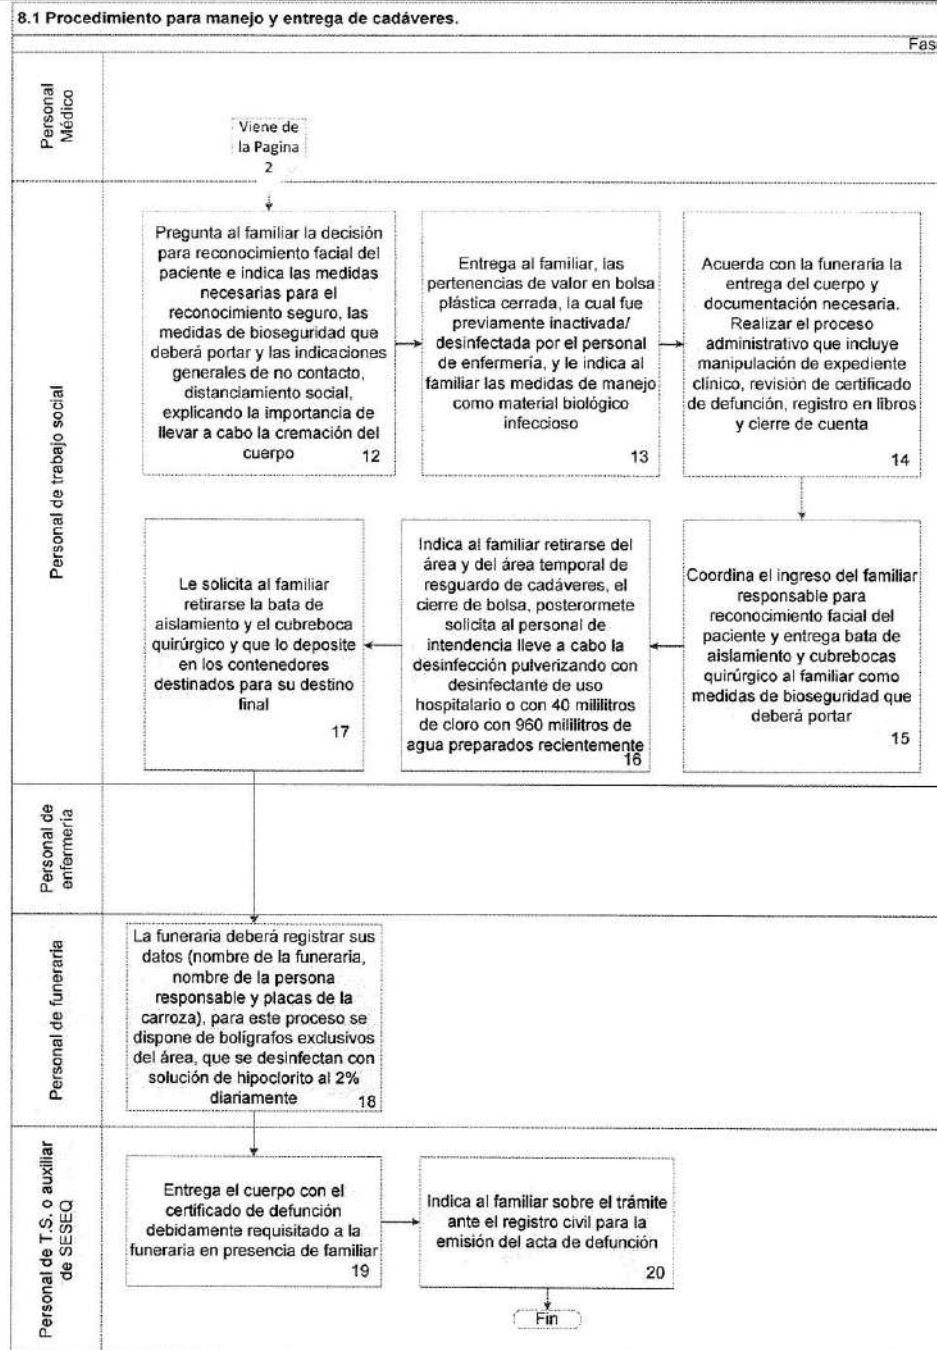 8.1 Procedimiento para manejo y entrega de cadáveres.
Fas
Personal
Médico
Viene de
la Pagina
2
Personal de trabajo social
Pregunta al familiar la decisión
para reconocimiento facial del
paciente e indica las medidas
necesarias para el
reconocimiento seguro, las
medidas de bioseguridad que
deberá portar y las indicaciones
generales de no contacto,
distanciamiento social,
explicando la importancia de
llevar a cabo la cremación del
cuerpo
12
Entrega al familiar, las
pertenencias de valor en bolsa
plástica cerrada, la cual fue
previamente inactivada/
desinfectada por el personal
de enfermería, y le indica al
familiar las medidas de manejo
como material biológico
infeccioso
13
Acuerda con la funeraria la
entrega del cuerpo y
documentación necesaria.
Realizar el proceso
administrativo que incluye
manipulación de expediente
clínico, revisión de certificado
de defunción, registro en libros
y cierre de cuenta
14
Coordina el ingreso del familiar
responsable para
reconocimiento facial del
paciente y entrega bata de
aislamiento y cubrebocas
quirúrgico al familiar como
medidas de bioseguridad que
deberá portar
15
Indica al familiar retirarse del
área y del área temporal de
resguardo de cadáveres, el
cierre de bolsa, posterormete
solicita al personal de
intendencia lleve a cabo la
desinfección pulverizando con
desinfectante de uso
hospitalario o con 40 mililitros
de cloro con 960 mililitros de
agua preparados recientemente
16
Le solicita al familiar
retirarse la bata de
aislamiento y el cubreboca
quirúrgico y que lo deposite
en los contenedores
destinados para su destino
final
17
Personal de
enfermería
Personal de funeraria
La funeraria deberá registrar sus
datos (nombre de la funeraria,
nombre de la persona
responsable y placas de la
carroza), para este proceso se
dispone de bolígrafos exclusivos
del área, que se desinfectan con
solución de hipoclorito al 2%
diariamente
18
Personal de T.S. o auxiliar
de SESEQ
Entrega el cuerpo con el
certificado de defunción
debidamente requisitado a la
funeraria en presencia de familiar
19
Indica al familiar sobre el trámite
ante el registro civil para la
emisión del acta de defunción
20
Fin